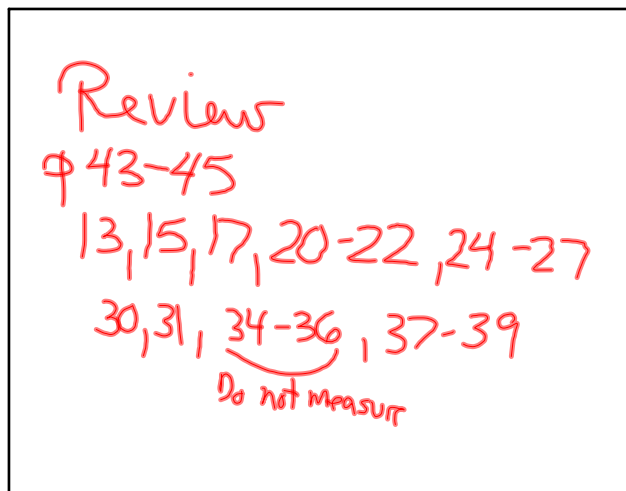 Review
p 43-45
13, 15, 17, 20-22, 24-27
30, 31, 34-36, 37-39
Do not measure